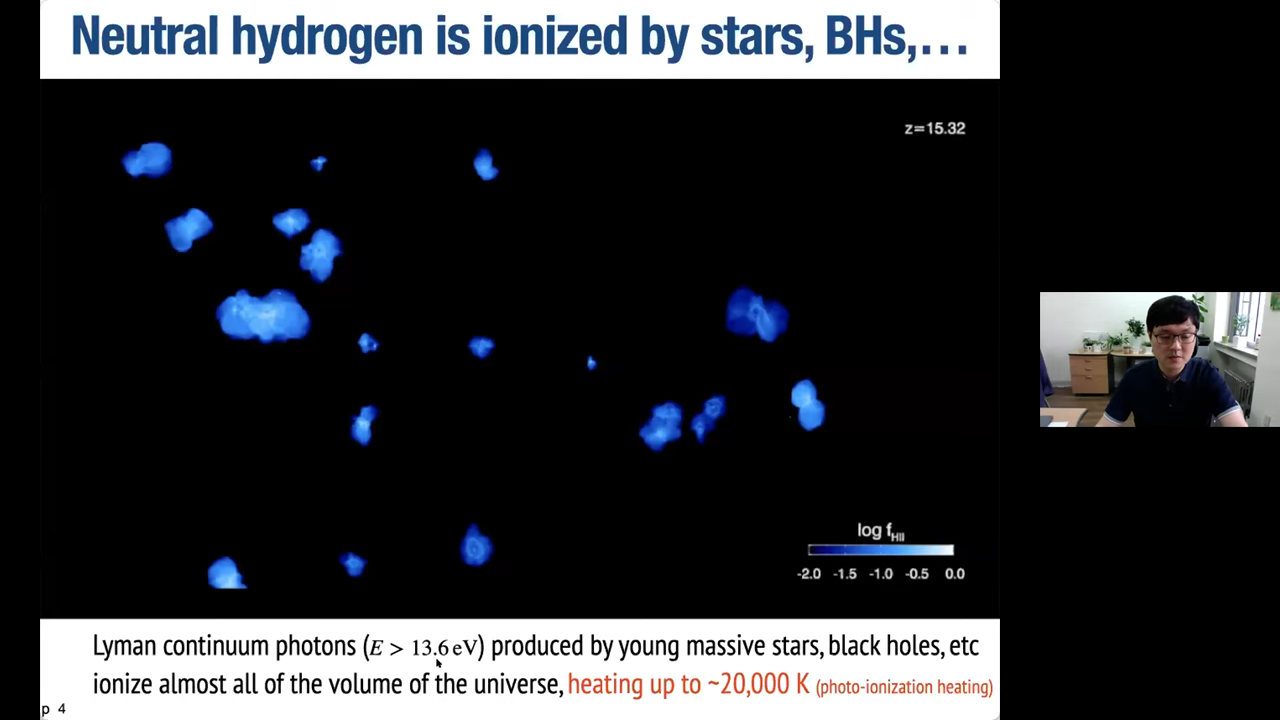 Neutral hydrogen is ionized by stars, BHs,…
z=15.32
log fHII
-2.0 -1.5 -1.0 -0.5 0.0
Lyman continuum photons (E > 13.6 eV) produced by young massive stars, black holes, etc
ionize almost all of the volume of the universe, heating up to ~20,000 K (photo-ionization heating)
p 4